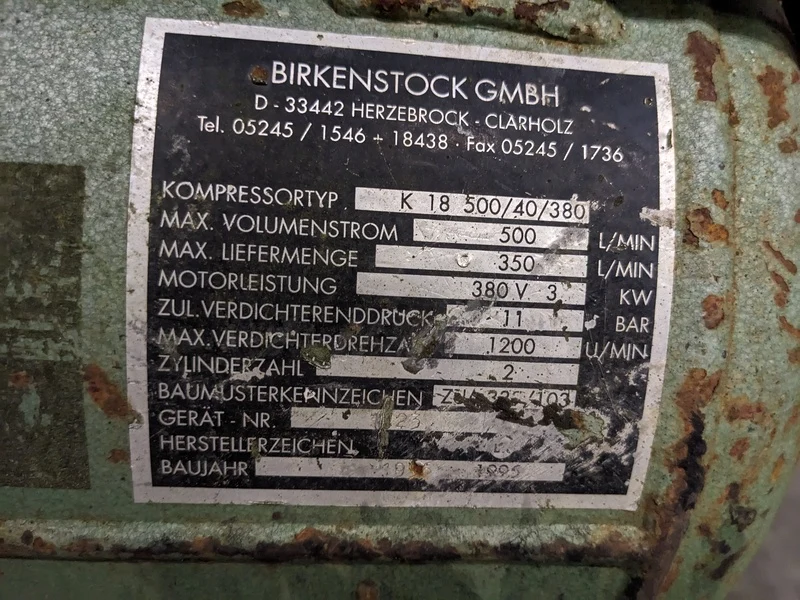 BIRKENSTOCK GMBH
D - 33442 HERZEBROCK - CLARHOLZ
Tel. 05245 / 1546 + 18438 · Fax 05245 / 1736
KOMPRESSORTYP K 18 500/40/380
MAX. VOLUMENSTROM 500 L/MIN
MAX. LIEFERMENGE 350 L/MIN
MOTORLEISTUNG 380 V 3 KW
ZUL.VERDICHTERENDDRUCK 11 BAR
MAX.VERDICHTERDREHZA 1200 U/MIN
ZYLINDERZAHL 2
BAUMUSTERKENNZEICHEN
GERÄT - NR.
HERSTELLERZEICHEN
BAUJAHR